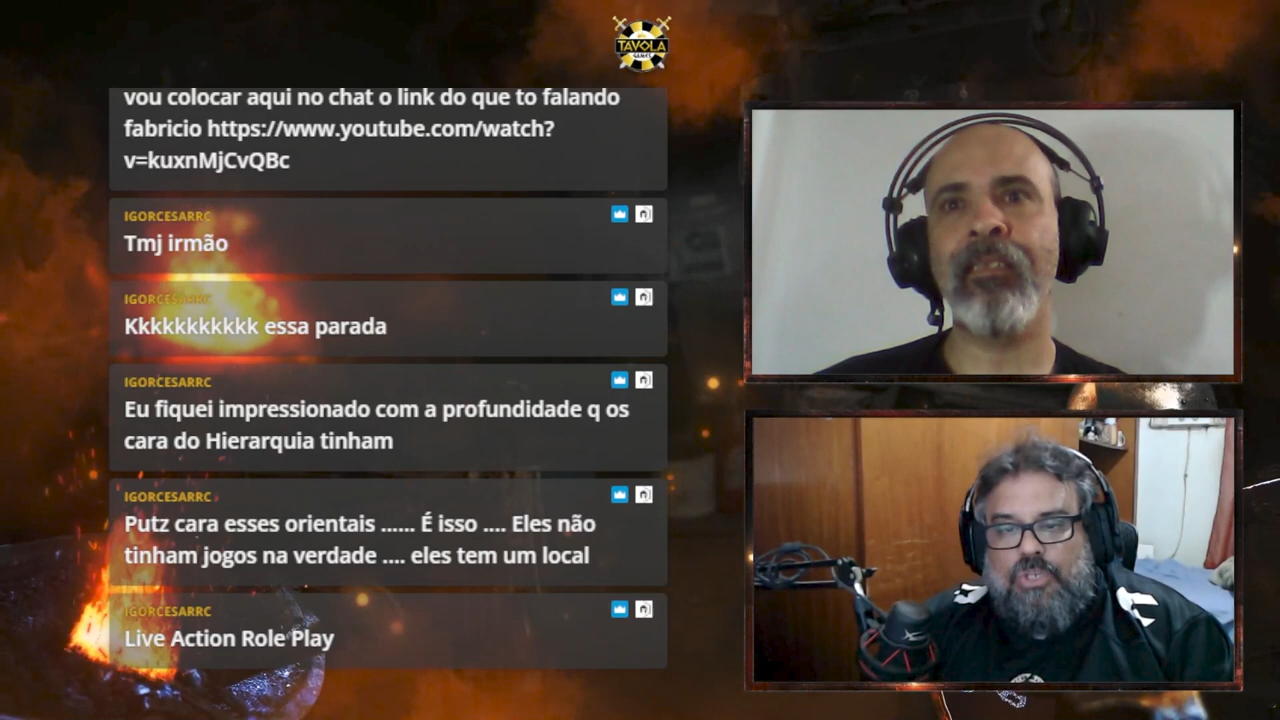 TAVOLA
GAMES
vou colocar aqui no chat o link do que to falando
fabricio https://www.youtube.com/watch?
v=kuxnMjCvQBc
IGORCESARRC
Tmj irmão
IGORCESARRC
Kkkkkkkkkkk essa parada
IGORCESARRC
Eu fiquei impressionado com a profundidade q os
cara do Hierarquia tinham
IGORCESARRC
Putz cara esses orientais ...... É isso .... Eles não
tinham jogos na verdade .... eles tem um local
IGORCESARRC
Live Action Role Play